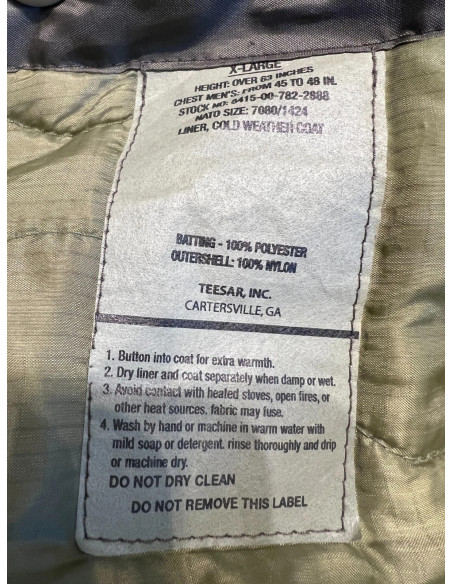 X-LARGE
HEIGHT: OVER 63 INCHES
CHEST MEN'S: FROM 45 TO 48 IN.
STOCK NO: 8415-00-782-2888
NATO SIZE: 7080/1424
LINER, COLD WEATHER COAT
BATTING - 100% POLYESTER
OUTERSHELL: 100% NYLON
TEESAR, INC.
CARTERSVILLE, GA
1. Button into coat for extra warmth.
2. Dry liner and coat separately when damp or wet.
3. Avoid contact with heated stoves, open fires, or
other heat sources. fabric may fuse.
4. Wash by hand or machine in warm water with
mild soap or detergent. rinse thoroughly and drip
or machine dry.
DO NOT DRY CLEAN
DO NOT REMOVE THIS LABEL